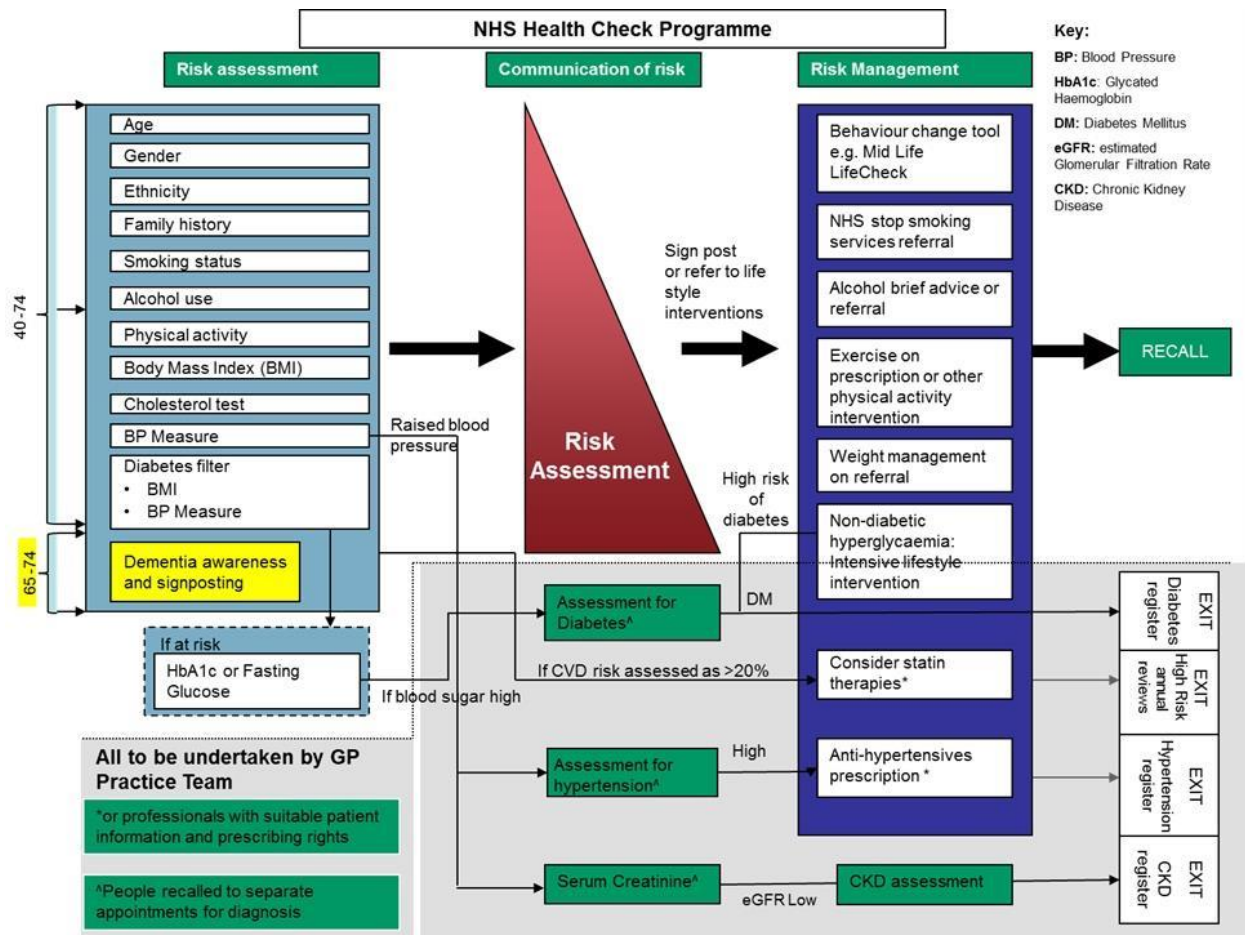 NHS Health Check Programme
Key:
BP: Blood Pressure
HbA1c: Glycated
Haemoglobin
DM: Diabetes Mellitus
eGFR: estimated
Glomerular Filtration Rate
CKD: Chronic Kidney
Disease
Risk assessment
Communication of risk
Risk Management
40-74
Age
Gender
Ethnicity
Family history
Smoking status
Alcohol use
Physical activity
Body Mass Index (BMI)
Cholesterol test
BP Measure
Diabetes filter
• BMI
• BP Measure
65-74
Dementia awareness
and signposting
If at risk
HbA1c or Fasting
Glucose
Raised blood
pressure
If blood sugar high
Risk
Assessment
Sign post
or refer to life
style
interventions
High risk
of
diabetes
Behaviour change tool
e.g. Mid Life
LifeCheck
NHS stop smoking
services referral
Alcohol brief advice or
referral
Exercise on
prescription or other
physical activity
intervention
Weight management
on referral
Non-diabetic
hyperglycaemia:
Intensive lifestyle
intervention
RECALL
Assessment for
Diabetes^
DM
EXIT
Diabetes
register
If CVD risk assessed as >20%
Consider statin
therapies*
EXIT
High Risk
annual
reviews
Assessment for
hypertension^
High
Anti-hypertensives
prescription *
EXIT
Hypertension
register
Serum Creatinine^
eGFR Low
CKD assessment
EXIT
CKD
register
All to be undertaken by GP
Practice Team
*or professionals with suitable patient
information and prescribing rights
^People recalled to separate
appointments for diagnosis